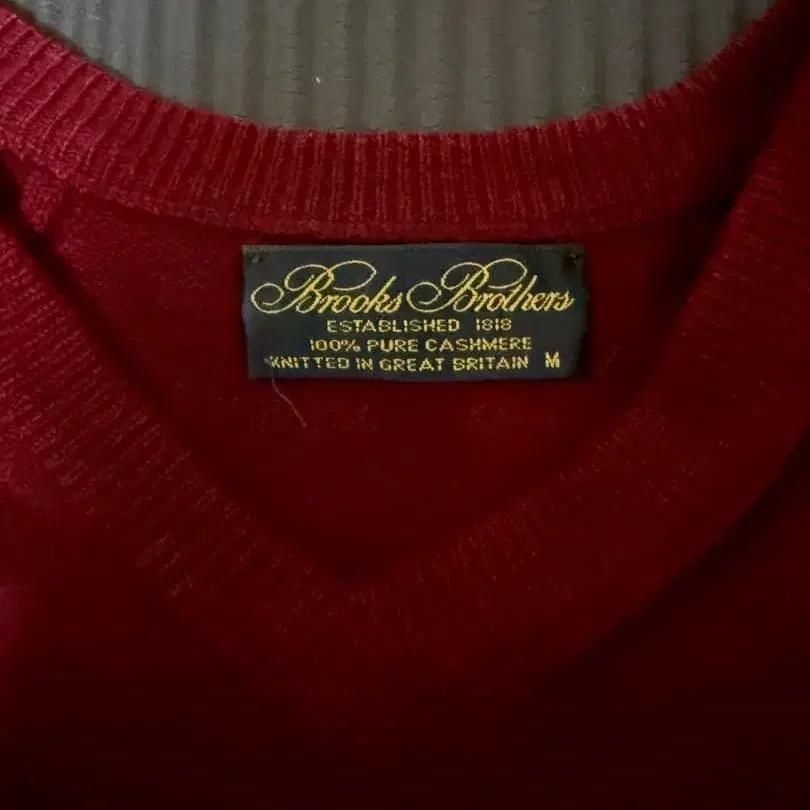 Brooks Brothers
ESTABLISHED 1818
100% PURE CASHMERE
KNITTED IN GREAT BRITAIN M